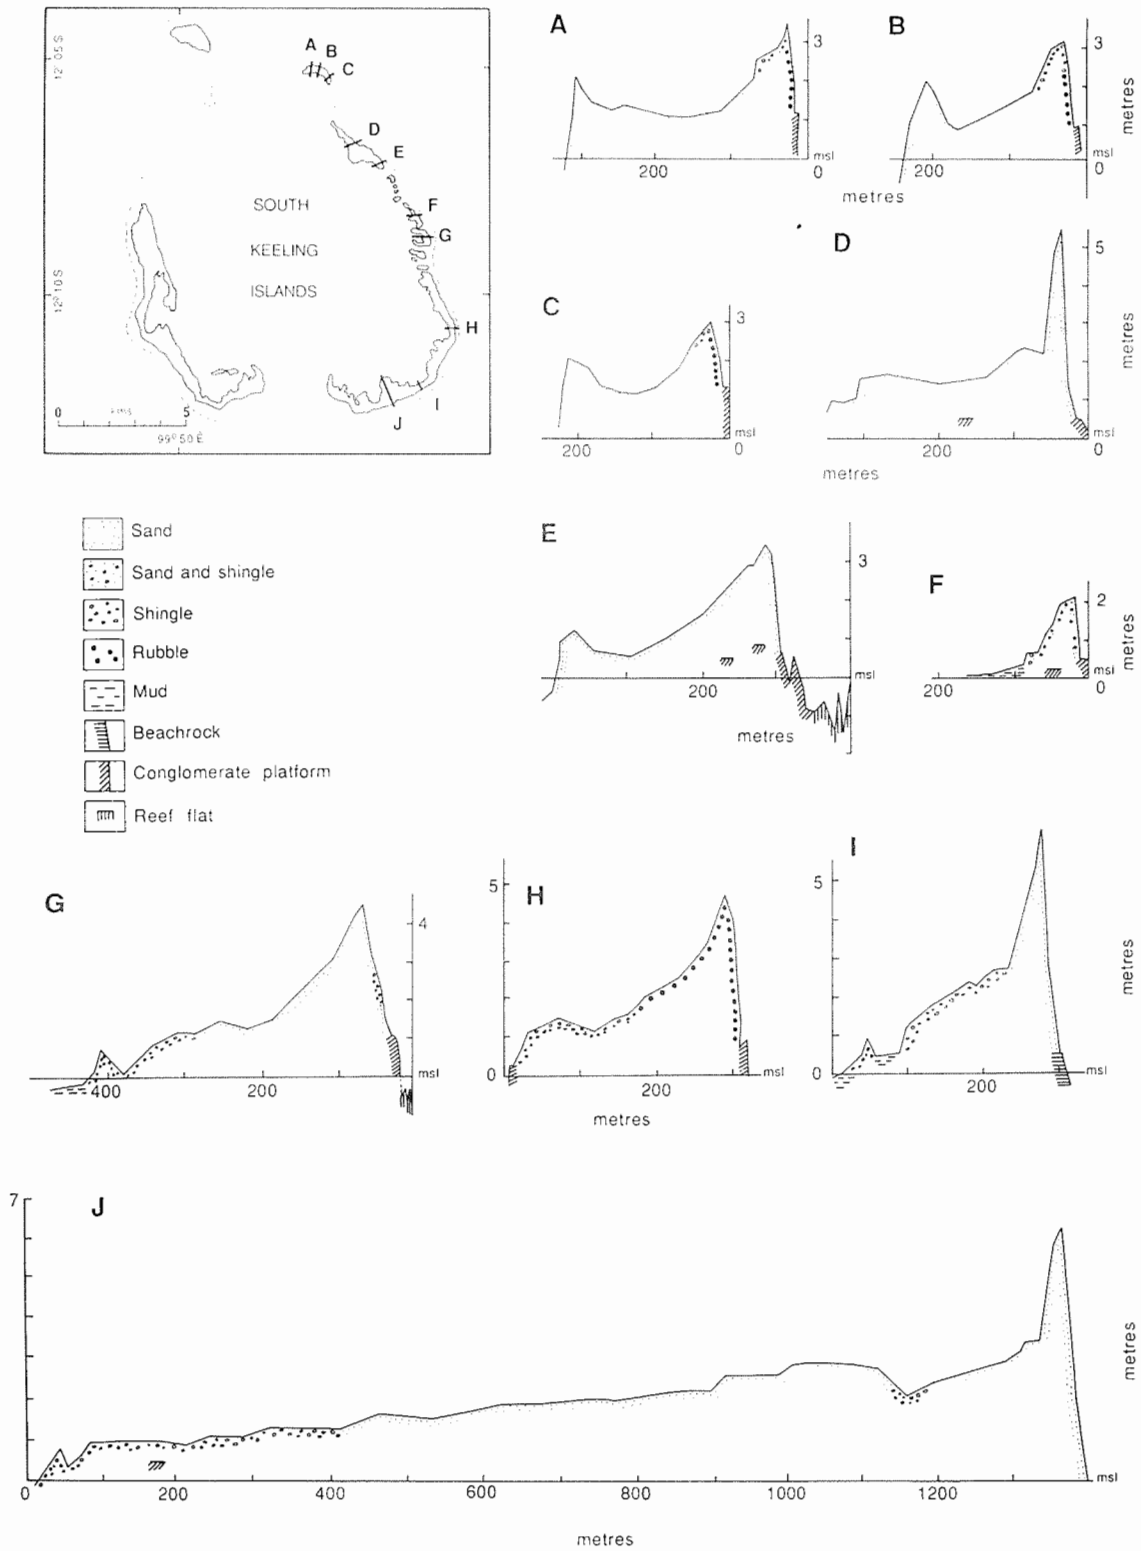 12° 05 S
12° 10 S
A
B
C
D
E
F
G
H
I
J
SOUTH
KEELING
ISLANDS
0 kms 5
99° 50 E
A
3
msl
200
0
B
3
msl
200
0
metres
metres
C
3
msl
200
0
D
5
msl
200
0
metres
metres
Sand
Sand and shingle
Shingle
Rubble
Mud
Beachrock
Conglomerate platform
Reef flat
E
3
msl
200
metres
F
2
msl
200
0
metres
G
4
msl
400
200
H
5
0
msl
200
metres
I
5
0
msl
200
metres
J
7
msl
0
200
400
600
800
1000
1200
metres
metres